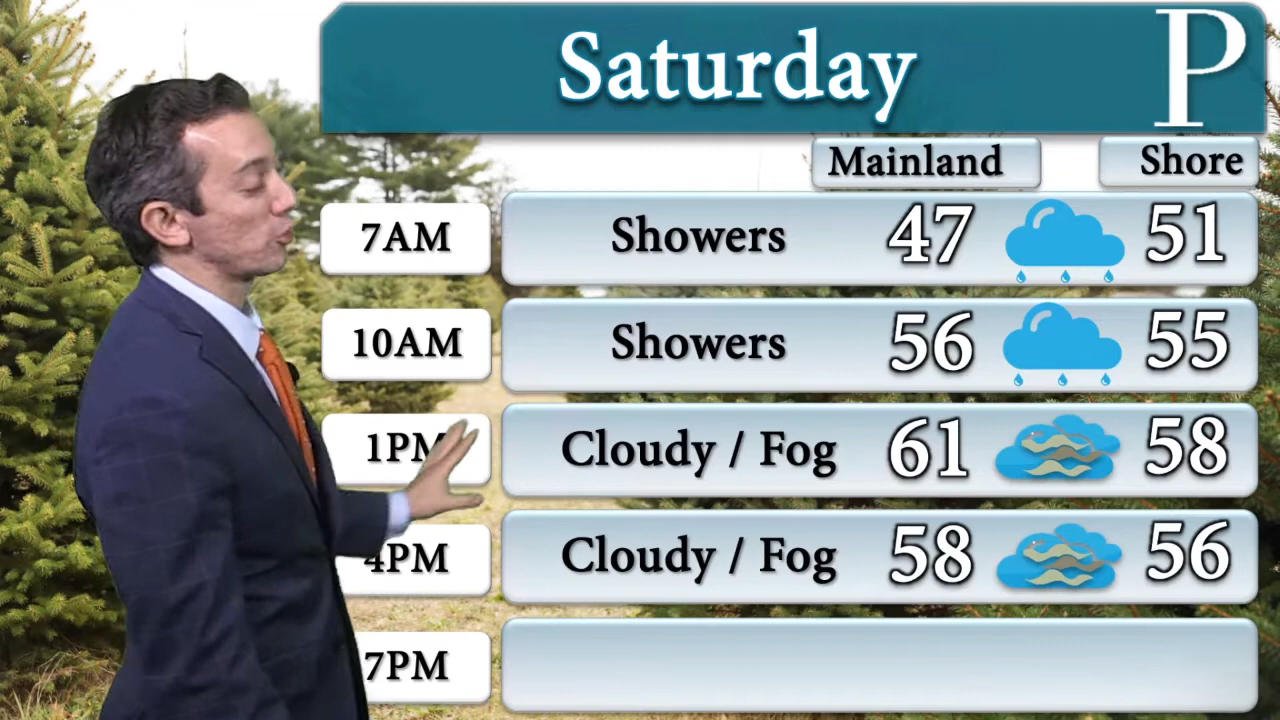 Saturday P
Mainland Shore
7AM Showers 47 51
10AM Showers 56 55
1PM Cloudy / Fog 61 58
4PM Cloudy / Fog 58 56
7PM